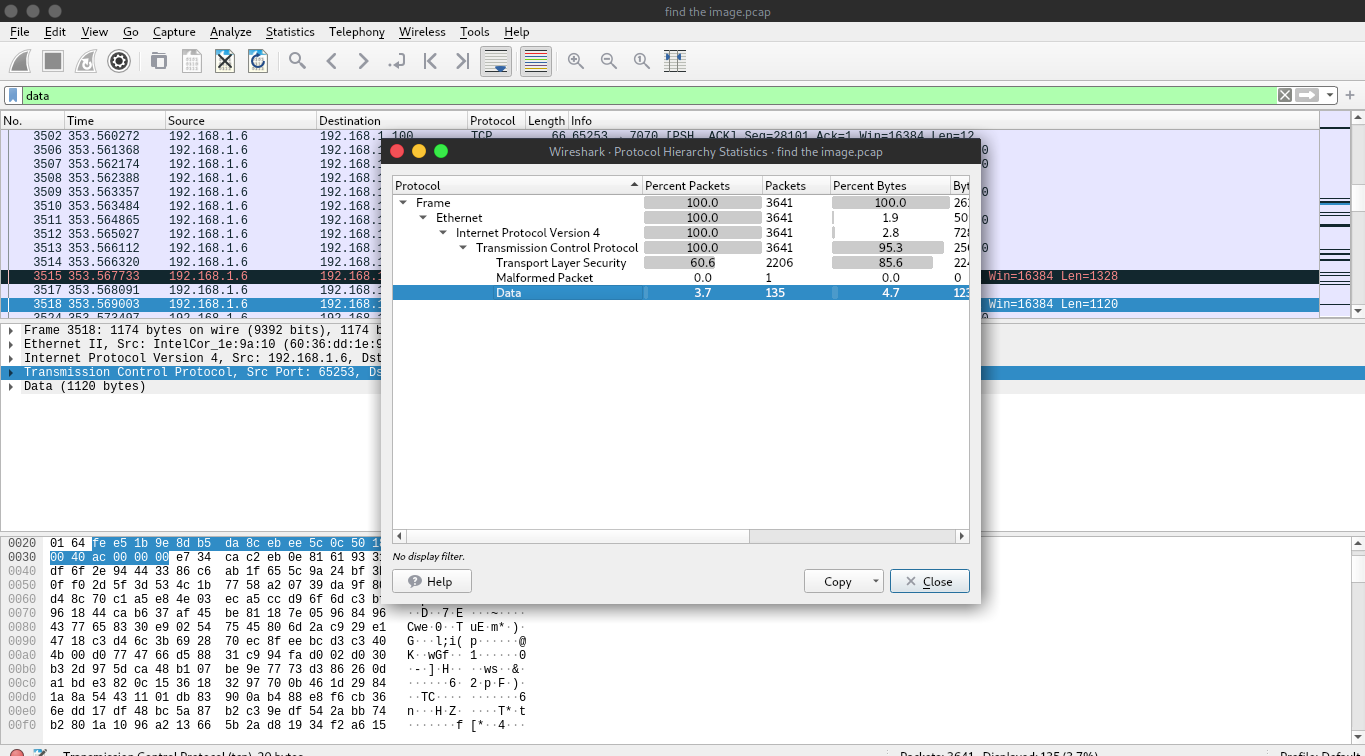 find the image.pcap
File Edit View Go Capture Analyze Statistics Telephony Wireless Tools Help
data
No. Time Source Destination Protocol Length Info
3502 353.560272 192.168.1.6 192.168.1.100 TCP 66 65253 → 7070 [PSH, ACK] Seq=28101 Ack=1 Win=16384 Len=12
3506 353.561368 192.168.1.6 192.168.1
3507 353.562174 192.168.1.6 192.168.1
3508 353.562388 192.168.1.6 192.168.1
3509 353.563357 192.168.1.6 192.168.1
3510 353.563484 192.168.1.6 192.168.1
3511 353.564865 192.168.1.6 192.168.1
3512 353.565027 192.168.1.6 192.168.1
3513 353.566112 192.168.1.6 192.168.1
3514 353.566320 192.168.1.6 192.168.1
3515 353.567733 192.168.1.6 192.168.1 Win=16384 Len=1328
3517 353.568091 192.168.1.6 192.168.1
3518 353.569003 192.168.1.6 192.168.1 Win=16384 Len=1120
3524 353.573497 192.168.1.6 192.168.1
Wireshark · Protocol Hierarchy Statistics · find the image.pcap
Protocol Percent Packets Packets Percent Bytes Byt
Frame 100.0 3641 100.0 262
Ethernet 100.0 3641 1.9 50
Internet Protocol Version 4 100.0 3641 2.8 728
Transmission Control Protocol 100.0 3641 95.3 250
Transport Layer Security 60.6 2206 85.6 224
Malformed Packet 0.0 1 0.0 0
Data 3.7 135 4.7 123
No display filter.
Help Copy Close
Frame 3518: 1174 bytes on wire (9392 bits), 1174 b
Ethernet II, Src: IntelCor_1e:9a:10 (60:36:dd:1e:9
Internet Protocol Version 4, Src: 192.168.1.6, Dst
Transmission Control Protocol, Src Port: 65253, Ds
Data (1120 bytes)
0020 01 64 fe e5 1b 9e 8d b5 da 8c eb ee 5c 0c 50 18
0030 00 40 ac 00 00 00 e7 34 ca c2 eb 0e 81 61 93
0040 df 6f 2e 94 44 33 86 c6 ab 1f 65 5c 9a 24 bf
0050 0f f0 2d 5f 3d 53 4c 1b 77 58 a2 07 39 da 9f
0060 d4 8c 70 c1 a5 e8 4e 03 ec a5 cc d9 6f 6d c3
0070 96 18 44 ca b6 37 af 45 be 81 18 7e 05 96 84 96 ··D··7·E ···~····
0080 43 77 65 83 30 e9 02 54 75 45 80 6d 2a c9 29 e1 Cwe·0··T uE·m*·)·
0090 47 18 c3 d4 6c 3b 69 28 70 ec 8f ee bc d3 c3 40 G···l;i( p······@
00a0 4b 00 d0 77 47 66 d5 88 31 c9 94 fa d0 02 d0 30 K··wGf·· 1······0
00b0 b3 2d 97 5d ca 48 b1 07 be 9e 77 73 d3 86 26 0d ·-·]·H·· ··ws··&·
00c0 a1 bd e3 82 0c 15 36 18 32 97 70 0b 46 1d 29 84 ······6· 2·p·F·)·
00d0 1a 8a 54 43 11 01 db 83 90 0a b4 88 e8 f6 cb 36 ··TC···· ·······6
00e0 6e dd 17 df 48 bc 5a 87 b2 c3 9e df 54 2a bb 74 n···H·Z· ····T*·t
00f0 b2 80 1a 10 96 a2 13 66 5b 2a d8 19 34 f2 a6 15 ·······f [*··4···
Transmission Control Protocol (tcp), 20 bytes Packets: 3641 · Displayed: 135 (3.7%) Profile: Default